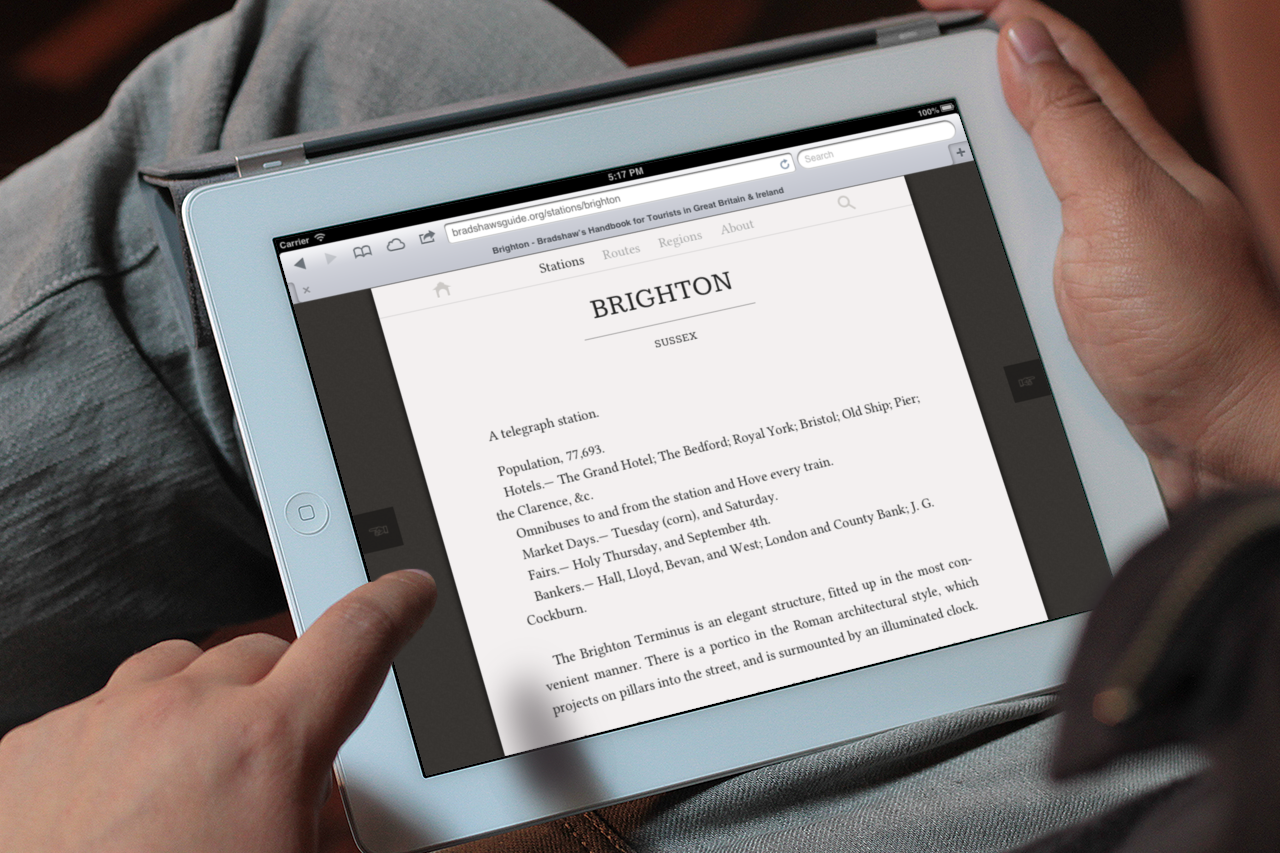 Carrier
5:17 PM
100%
bradshawsguide.org/stations/brighton
Search
Brighton - Bradshaw's Handbook for Tourists in Great Britain & Ireland
Stations Routes Regions About
BRIGHTON
SUSSEX
A telegraph station.
Population, 77,693.
Hotels.— The Grand Hotel; The Bedford; Royal York; Bristol; Old Ship; Pier;
the Clarence, &c.
Omnibuses to and from the station and Hove every train.
Market Days.— Tuesday (corn), and Saturday.
Fairs.— Holy Thursday, and September 4th.
Bankers.— Hall, Lloyd, Bevan, and West; London and County Bank; J. G.
Cockburn.
The Brighton Terminus is an elegant structure, fitted up in the most con-
venient manner. There is a portico in the Roman architectural style, which
projects on pillars into the street, and is surmounted by an illuminated clock.